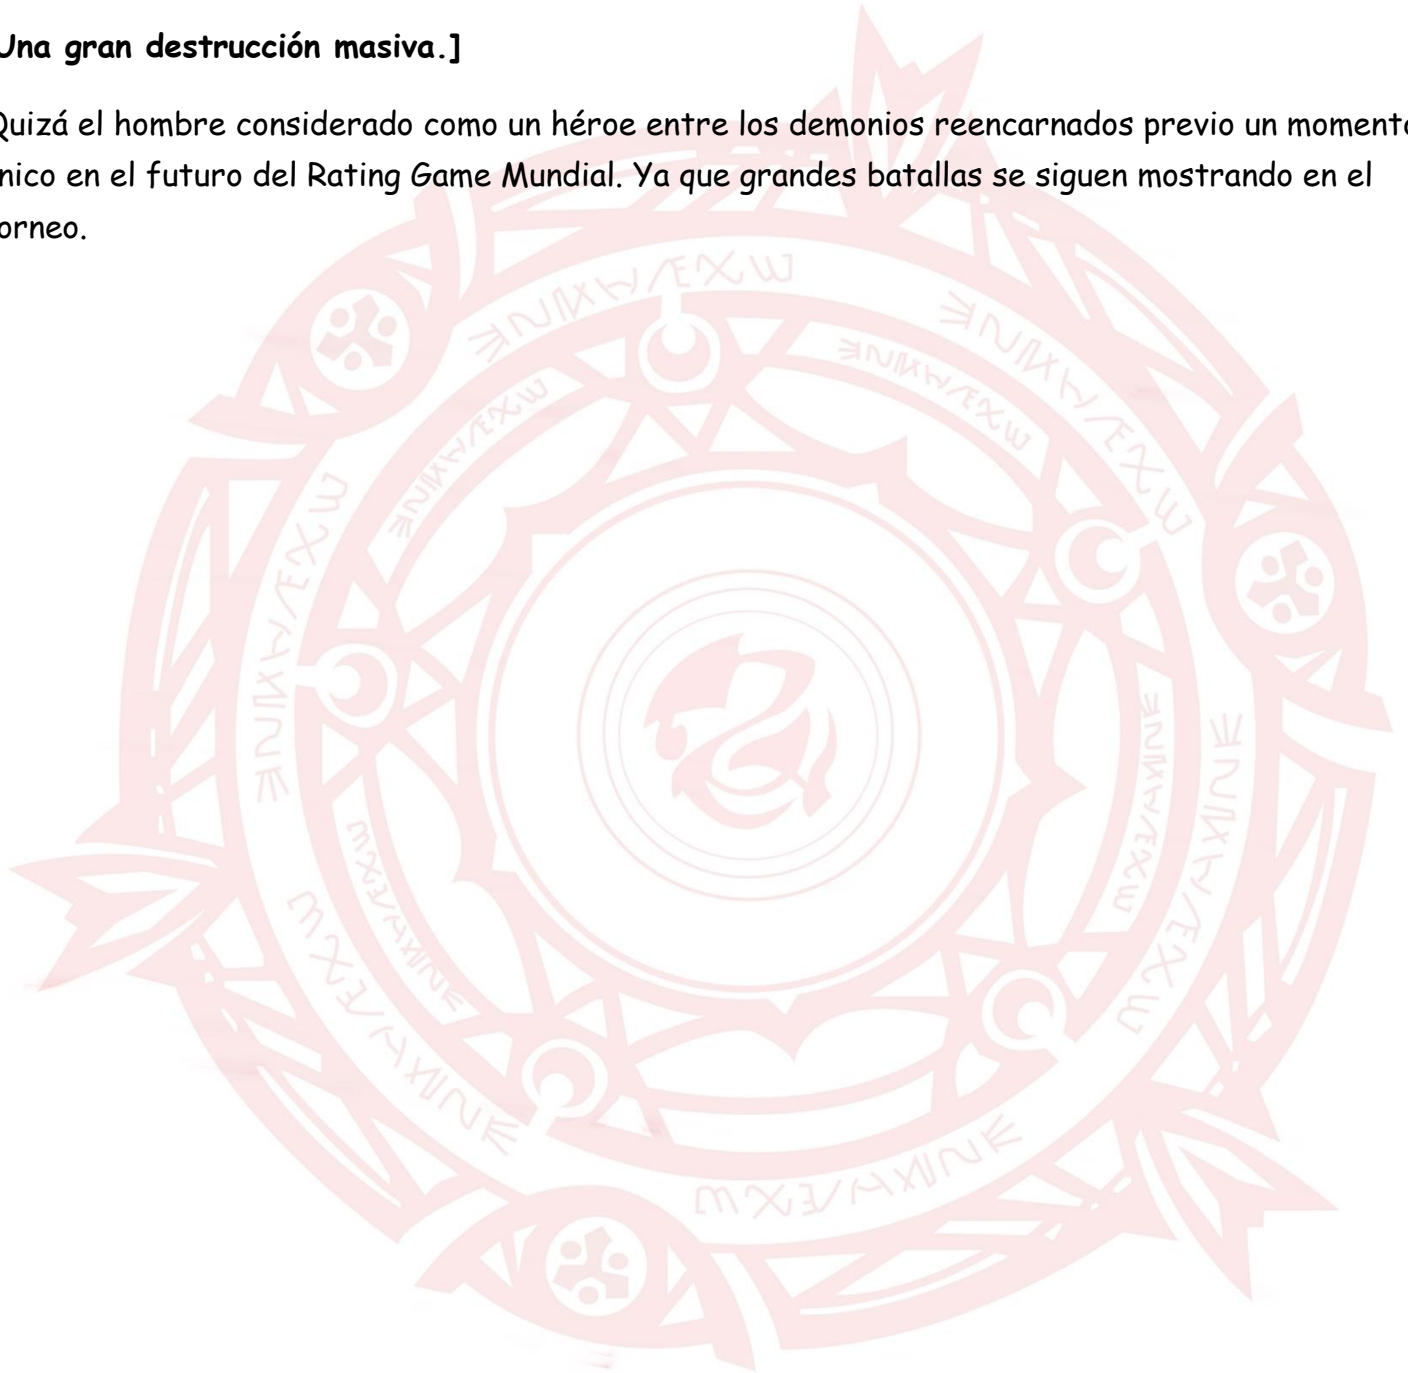 Una gran destrucción masiva.]
Quizá el hombre considerado como un héroe entre los demonios reencarnados previo un momento
nico en el futuro del Rating Game Mundial. Ya que grandes batallas se siguen mostrando en el
orneo.